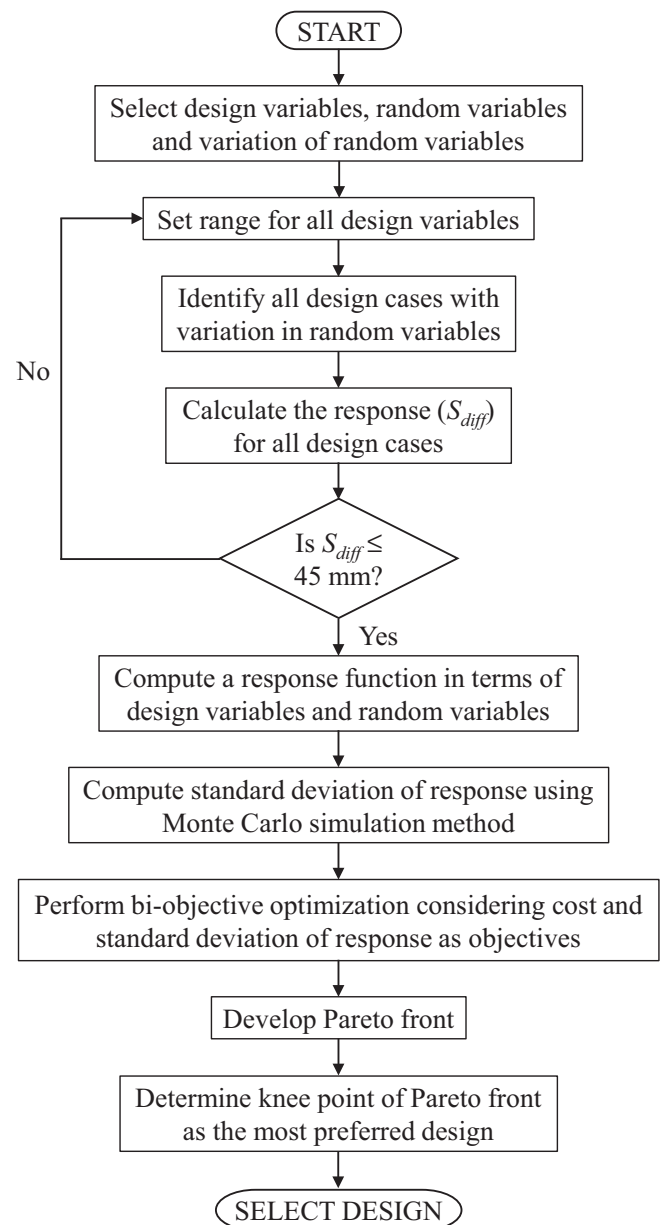 START
Select design variables, random variables
and variation of random variables
Set range for all design variables
Identify all design cases with
variation in random variables
No
Calculate the response (S_diff)
for all design cases
Is S_diff ≤
45 mm?
Yes
Compute a response function in terms of
design variables and random variables
Compute standard deviation of response using
Monte Carlo simulation method
Perform bi-objective optimization considering cost and
standard deviation of response as objectives
Develop Pareto front
Determine knee point of Pareto front
as the most preferred design
SELECT DESIGN